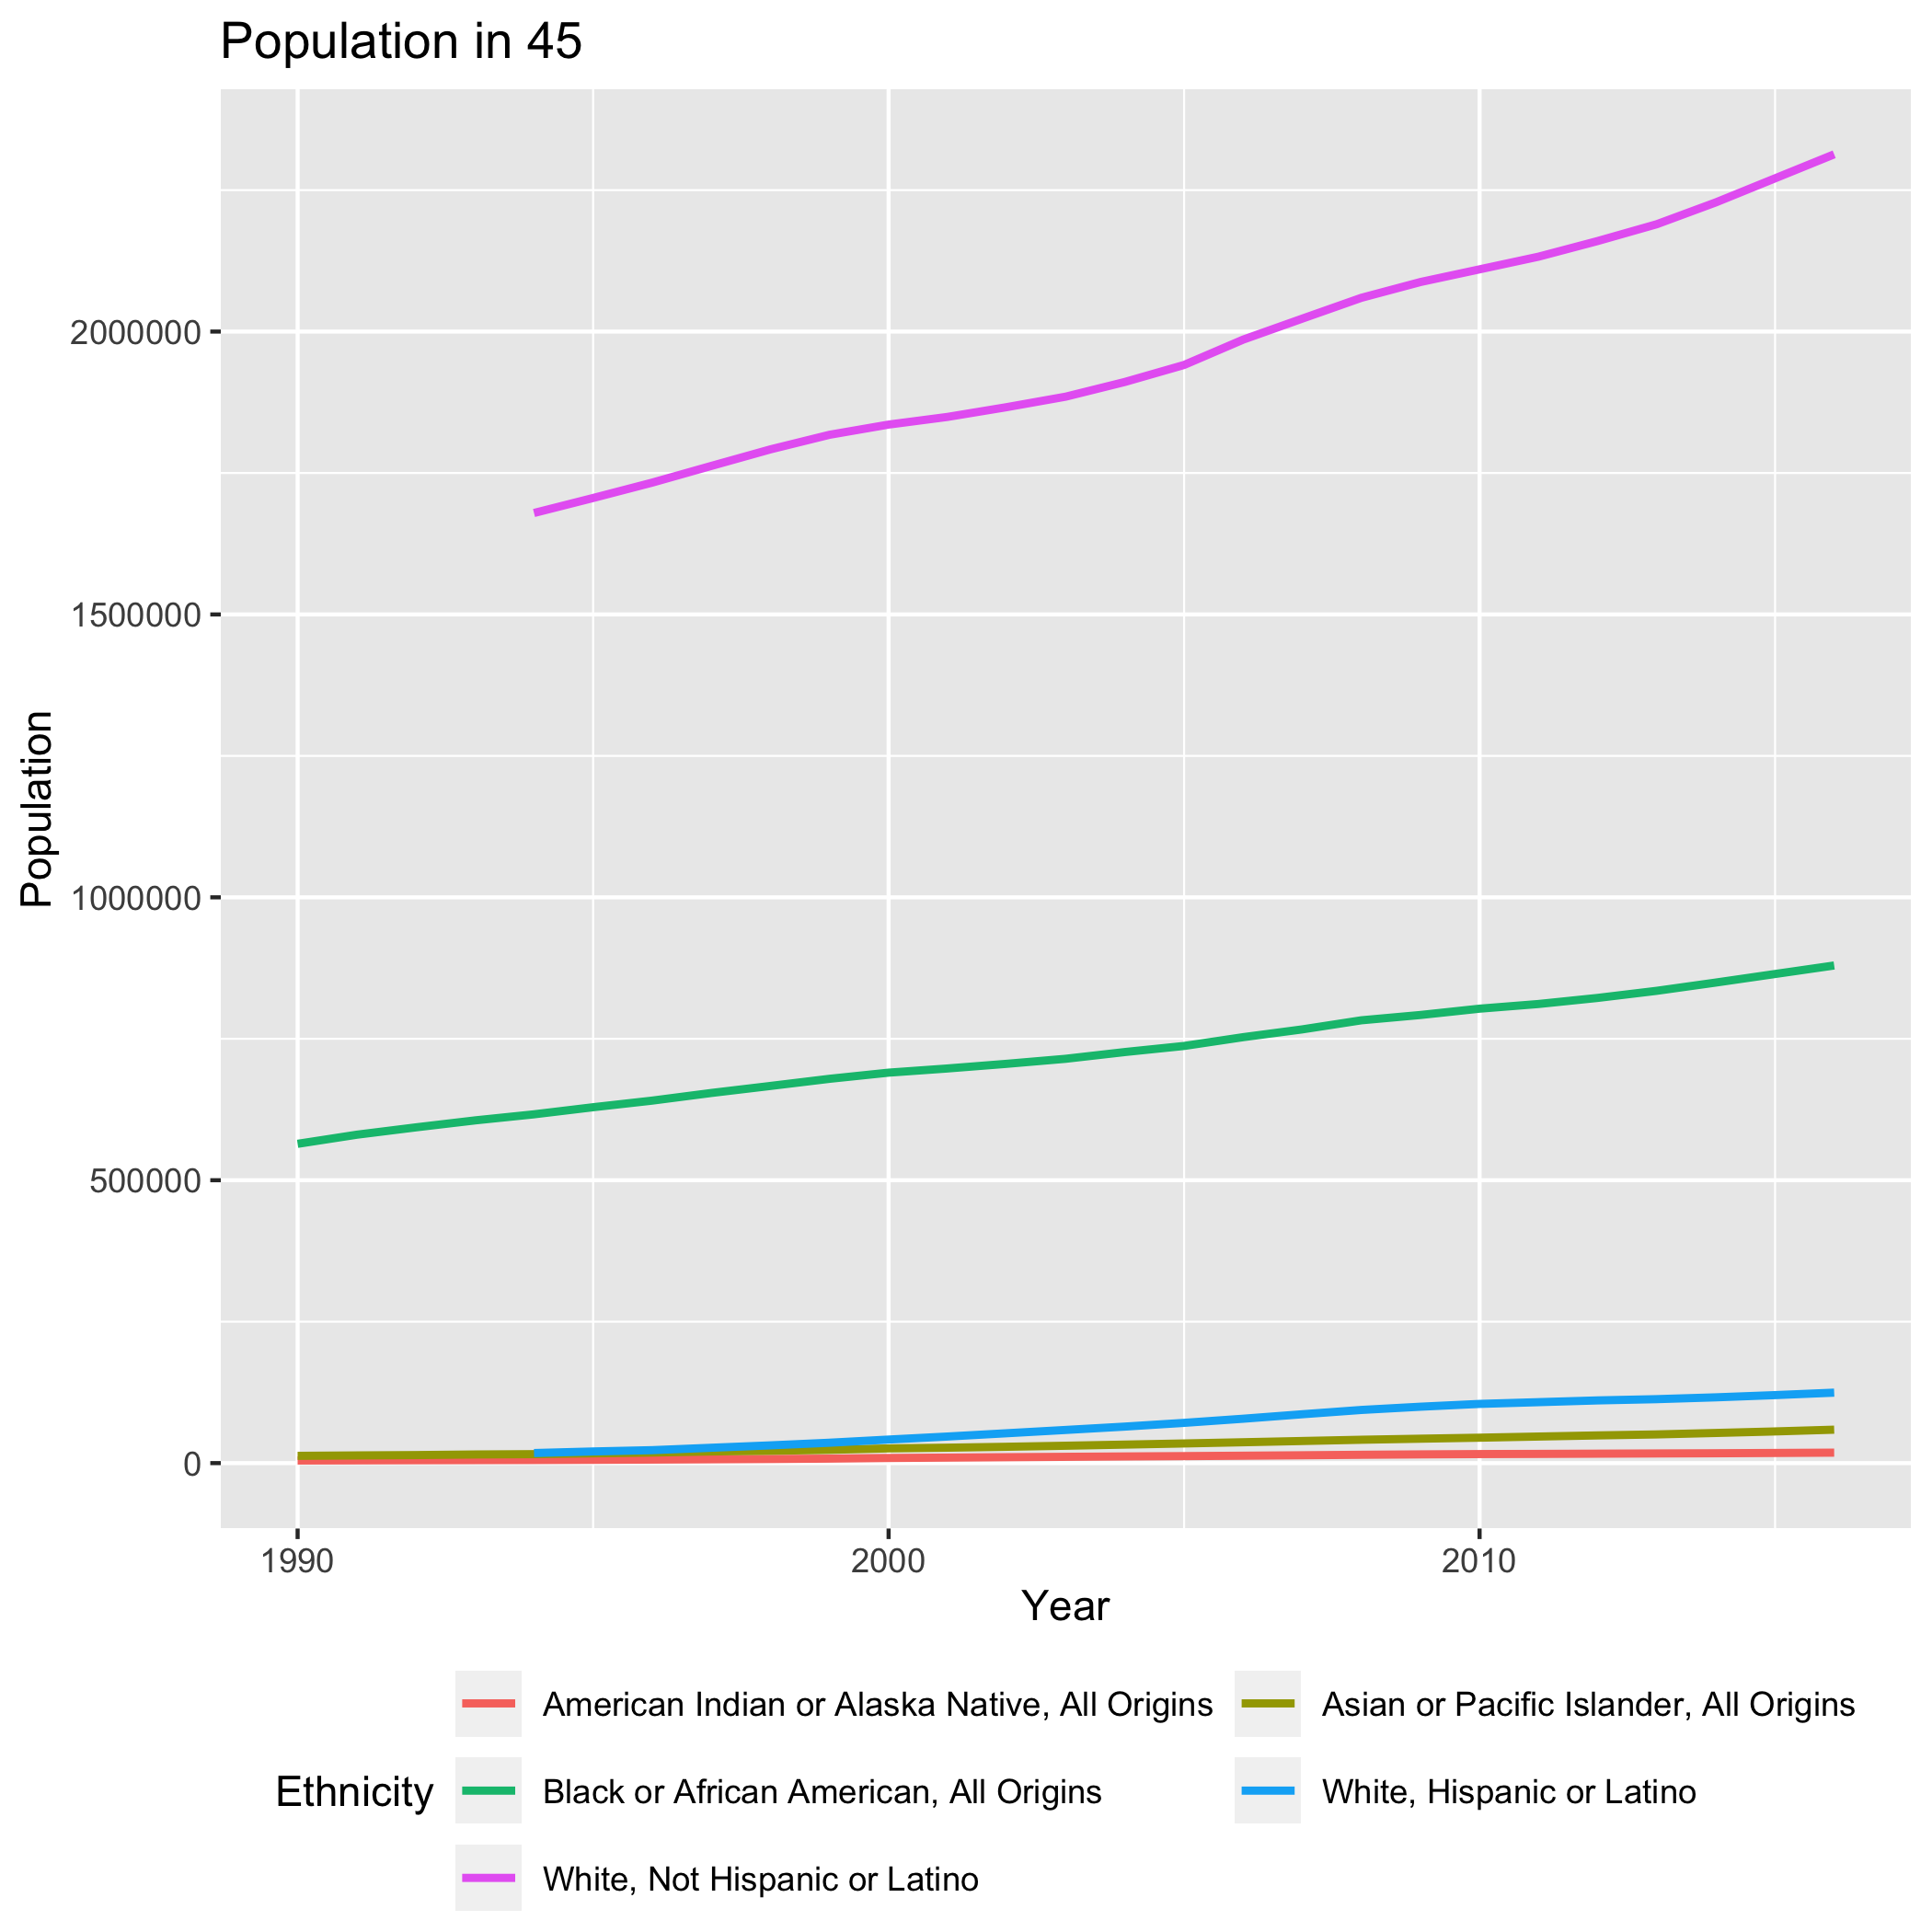 Population in 45
Population
2000000
1500000
1000000
500000
0
1990
2000
2010
Year
Ethnicity
American Indian or Alaska Native, All Origins
Asian or Pacific Islander, All Origins
Black or African American, All Origins
White, Hispanic or Latino
White, Not Hispanic or Latino